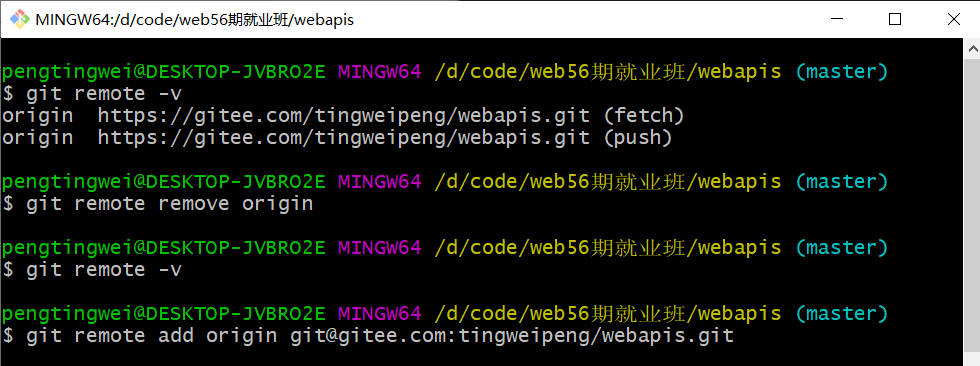 MINGW64:/d/code/web56期就业班/webapis
pengtingwei@DESKTOP-JVBRO2E MINGW64 /d/code/web56期就业班/webapis (master)
$ git remote -v
origin  https://gitee.com/tingweipeng/webapis.git (fetch)
origin  https://gitee.com/tingweipeng/webapis.git (push)
pengtingwei@DESKTOP-JVBRO2E MINGW64 /d/code/web56期就业班/webapis (master)
$ git remote remove origin
pengtingwei@DESKTOP-JVBRO2E MINGW64 /d/code/web56期就业班/webapis (master)
$ git remote -v
pengtingwei@DESKTOP-JVBRO2E MINGW64 /d/code/web56期就业班/webapis (master)
$ git remote add origin git@gitee.com:tingweipeng/webapis.git